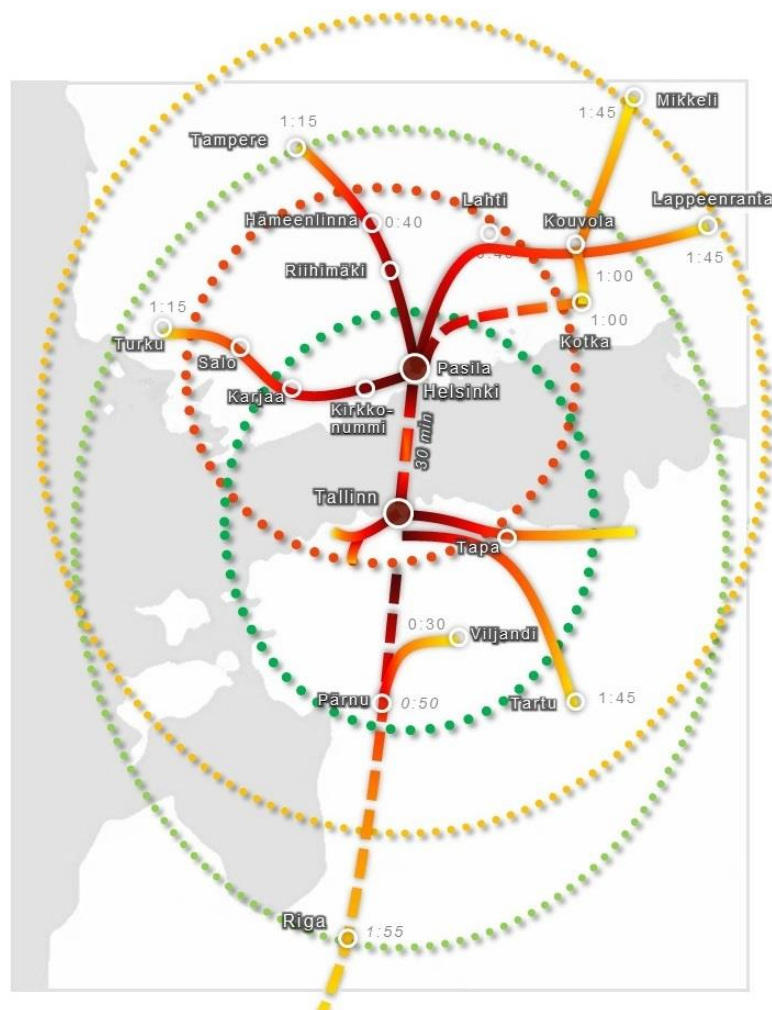 Mikkeli
1:45
1:15
Tampere
Lappeenranta
1:45
Lahti
0:40
Hämeenlinna
0:40
Kouvola
Riihimäki
1:00
1:00
Kotka
1:15
Turku
Salo
Karjaa
Kirkko-
nummi
Pasila
Helsinki
30 min
Tallinn
Tapa
0:30
Viljandi
Pärnu
0:50
Tartu
1:45
Riga
1:55